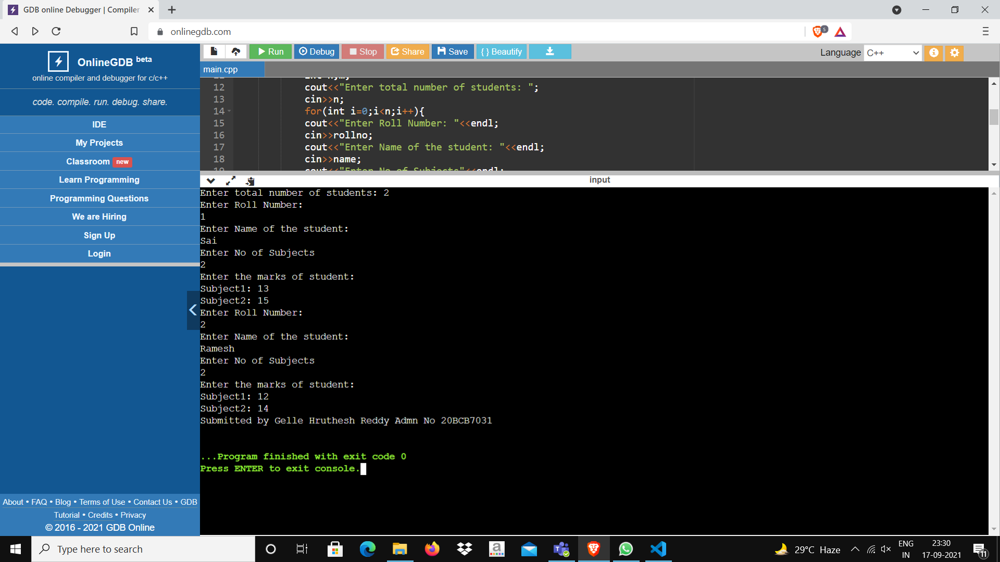 GDB online Debugger | Compiler
onlinegdb.com
5
OnlineGDB beta
online compiler and debugger for c/c++
code. compile. run. debug. share.
IDE
My Projects
Classroom new
Learn Programming
Programming Questions
We are Hiring
Sign Up
Login
About • FAQ • Blog • Terms of Use • Contact Us • GDB
Tutorial • Credits • Privacy
© 2016 - 2021 GDB Online
Run Debug Stop Share Save { } Beautify
Language C++
main.cpp
12 cout<<"Enter total number of students: ";
13 cin>>n;
14 for(int i=0;i<n;i++){
15 cout<<"Enter Roll Number: "<<endl;
16 cin>>rollno;
17 cout<<"Enter Name of the student: "<<endl;
18 cin>>name;
19 cout<<"Enter No of Subjects"<<endl;
input
Enter total number of students: 2
Enter Roll Number:
1
Enter Name of the student:
Sai
Enter No of Subjects
2
Enter the marks of student:
Subject1: 13
Subject2: 15
Enter Roll Number:
2
Enter Name of the student:
Ramesh
Enter No of Subjects
2
Enter the marks of student:
Subject1: 12
Subject2: 14
Submitted by Gelle Hruthesh Reddy Admn No 20BCB7031
...Program finished with exit code 0
Press ENTER to exit console.
Type here to search
a
29°C Haze
ENG
IN
23:30
17-09-2021
11